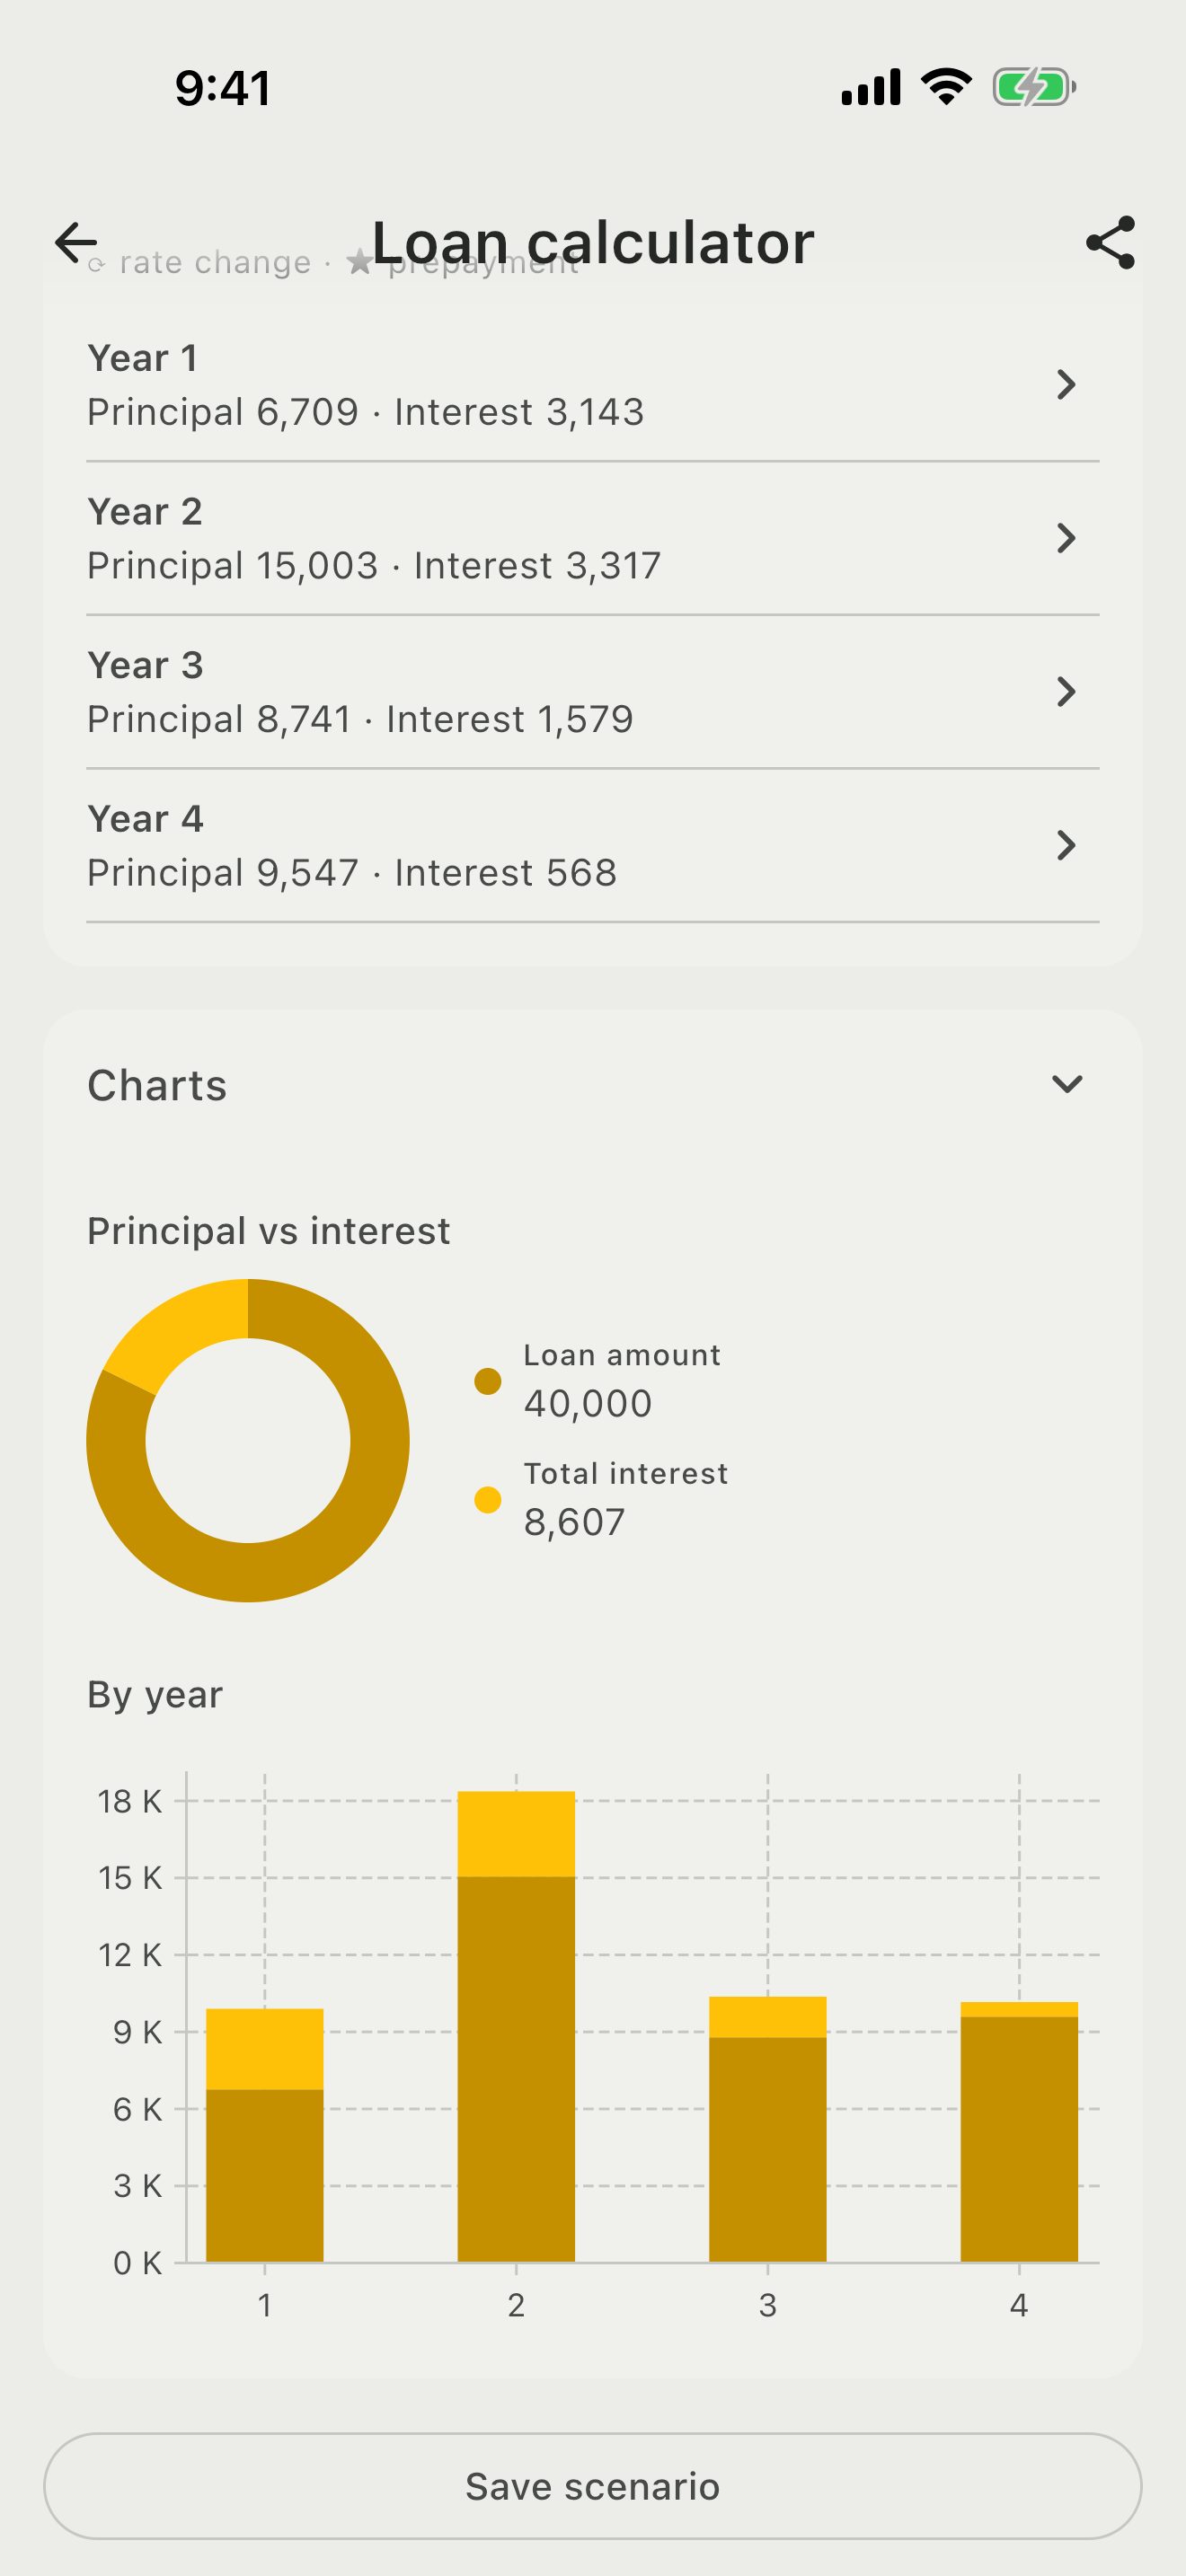 9:41
Loan calculator
⟳ rate change · ★ prepayment
Year 1
Principal 6,709 · Interest 3,143
Year 2
Principal 15,003 · Interest 3,317
Year 3
Principal 8,741 · Interest 1,579
Year 4
Principal 9,547 · Interest 568
Charts
Principal vs interest
Loan amount
40,000
Total interest
8,607
By year
18 K
15 K
12 K
9 K
6 K
3 K
0 K
1 2 3 4
Save scenario